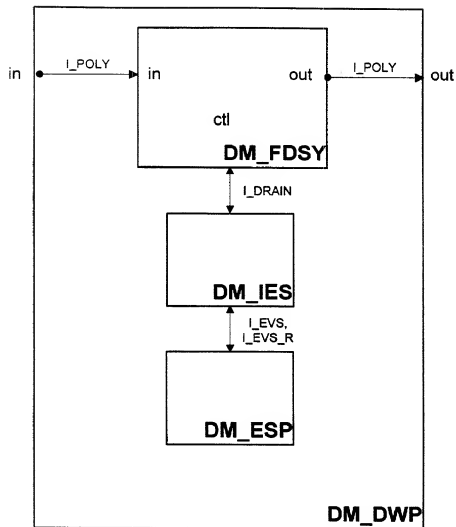 I_POLY
I_POLY
in
in
out
out
ctl
DM_FDSY
I_DRAIN
DM_IES
I_EVS,
I_EVS_R
DM_ESP
DM_DWP